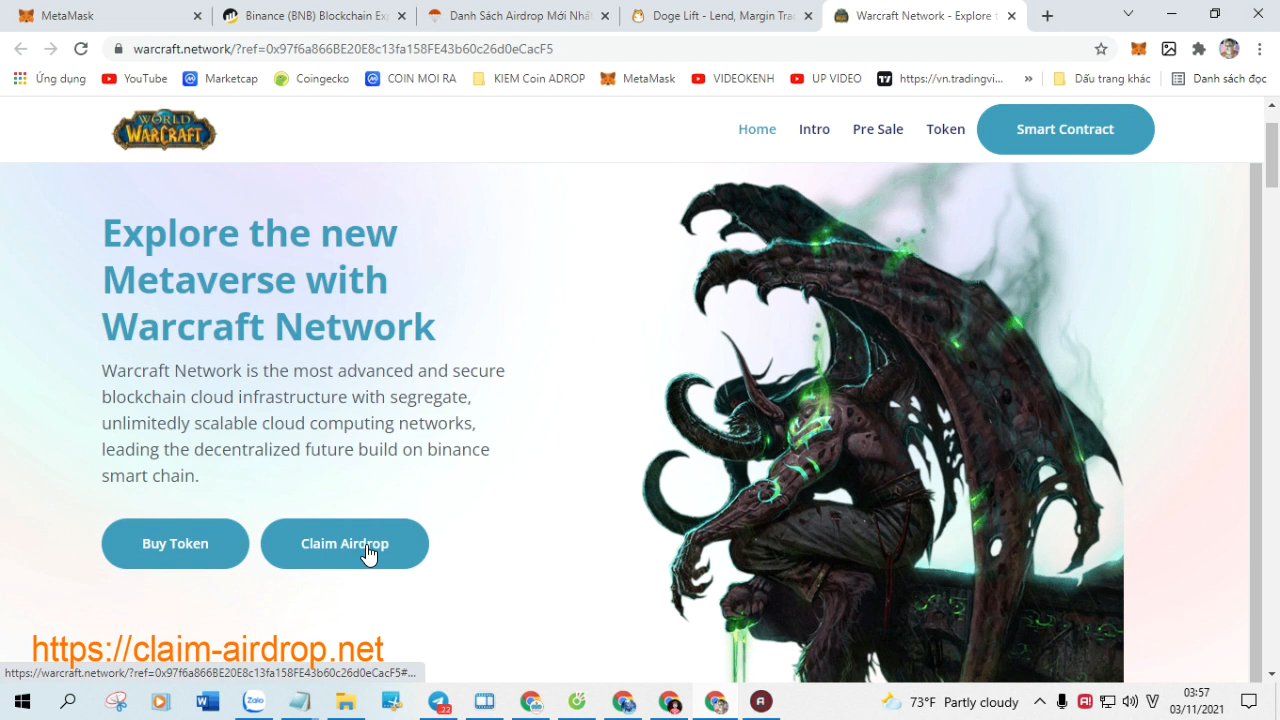 MetaMask
Binance (BNB) Blockchain Exp
Danh Sách Airdrop Mới Nhấ
Doge Lift - Lend, Margin Tra
Warcraft Network - Explore t
warcraft.network/?ref=0x97f6a866BE20E8c13fa158FE43b60c26d0eCacF5
Ứng dụng
YouTube
Marketcap
Coingecko
COIN MOI RA
KIEM Coin ADROP
MetaMask
VIDEOKENH
UP VIDEO
https://vn.tradingvi...
»
Dấu trang khác
Danh sách đọc
WORLD
WARCRAFT
Home
Intro
Pre Sale
Token
Smart Contract
Explore the new
Metaverse with
Warcraft Network
Warcraft Network is the most advanced and secure
blockchain cloud infrastructure with segregate,
unlimitedly scalable cloud computing networks,
leading the decentralized future build on binance
smart chain.
Buy Token
Claim Airdrop
https://claim-airdrop.net
https://warcraft.network/?ref=0x97f6a866BE20E8c13fa158FE43b60c26d0eCacF5#...
Zalo
22
73°F Partly cloudy
03:57
03/11/2021